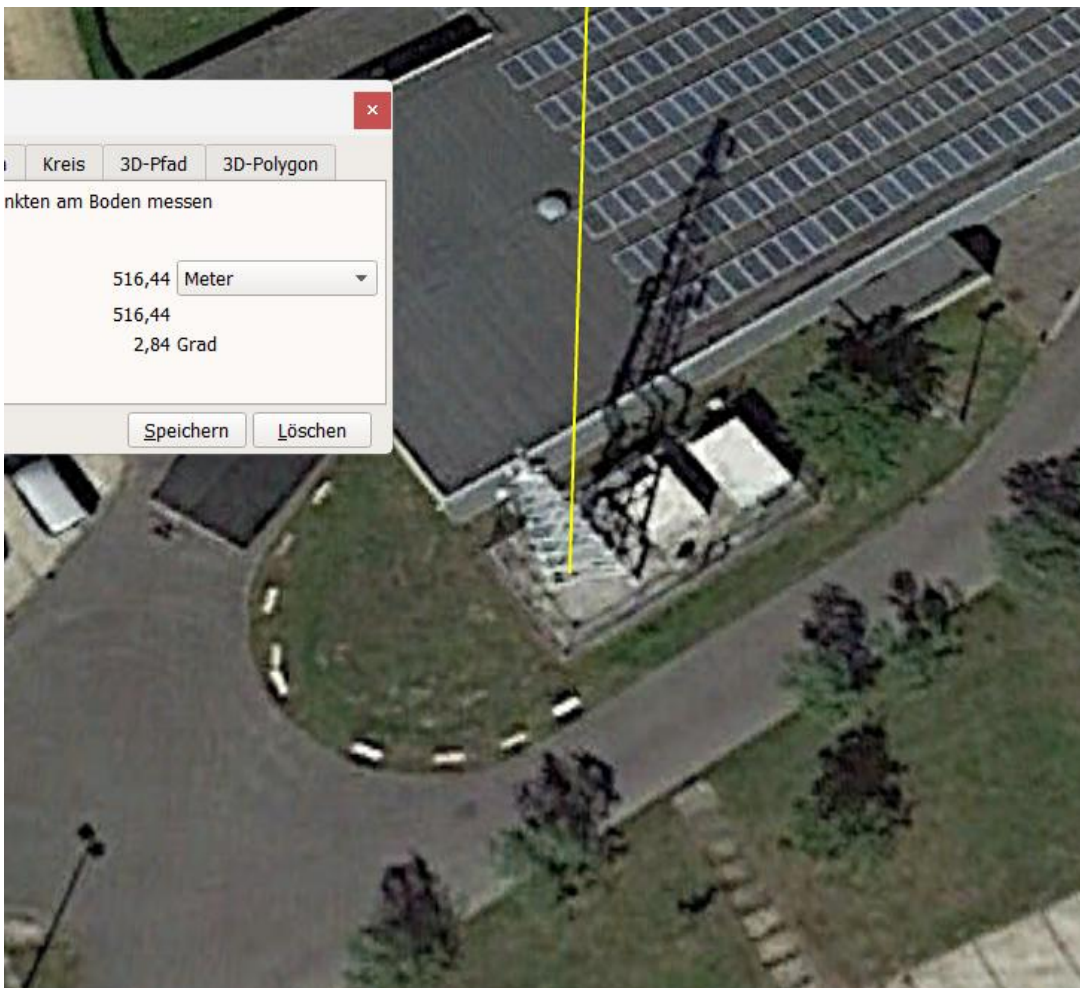 Kreis 3D-Pfad 3D-Polygon
nkten am Boden messen
516,44 Meter
516,44
2,84 Grad
Speichern Löschen